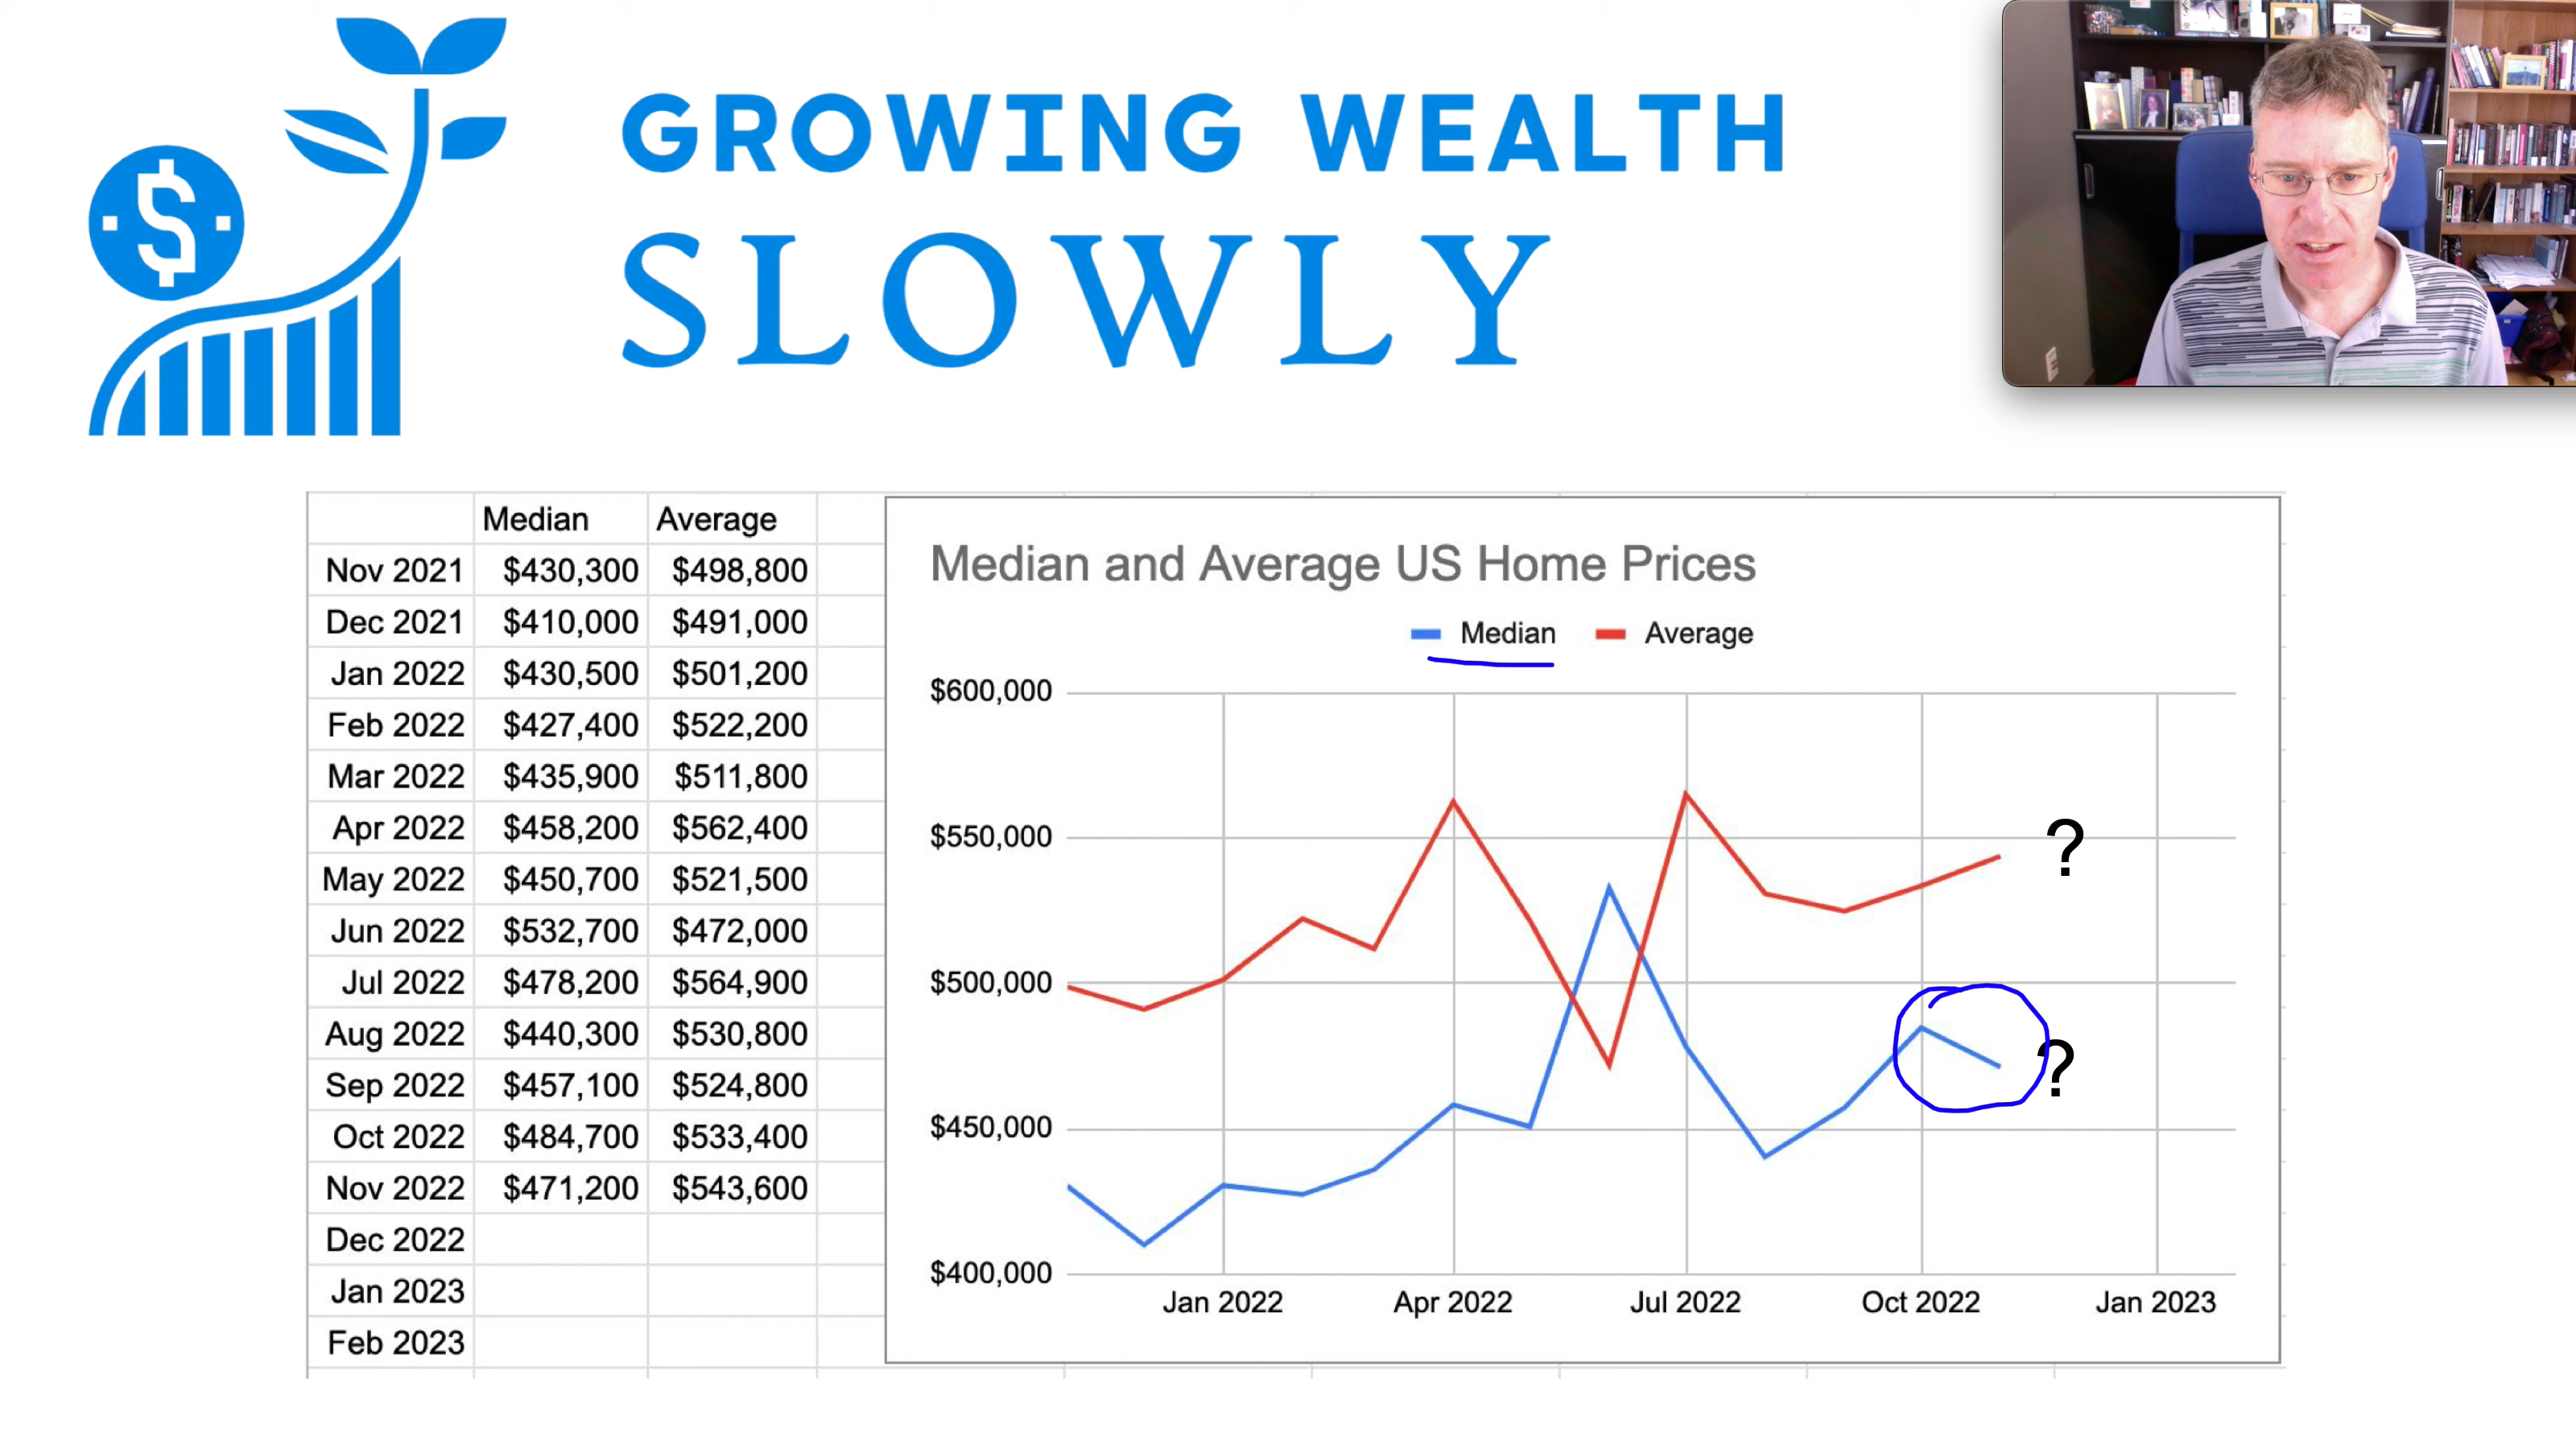 GROWING WEALTH
SLOWLY
$
Median Average
Nov 2021 $430,300 $498,800
Dec 2021 $410,000 $491,000
Jan 2022 $430,500 $501,200
Feb 2022 $427,400 $522,200
Mar 2022 $435,900 $511,800
Apr 2022 $458,200 $562,400
May 2022 $450,700 $521,500
Jun 2022 $532,700 $472,000
Jul 2022 $478,200 $564,900
Aug 2022 $440,300 $530,800
Sep 2022 $457,100 $524,800
Oct 2022 $484,700 $533,400
Nov 2022 $471,200 $543,600
Dec 2022
Jan 2023
Feb 2023
Median and Average US Home Prices
Median Average
$600,000
$550,000
?
$500,000
?
$450,000
$400,000
Jan 2022 Apr 2022 Jul 2022 Oct 2022 Jan 2023